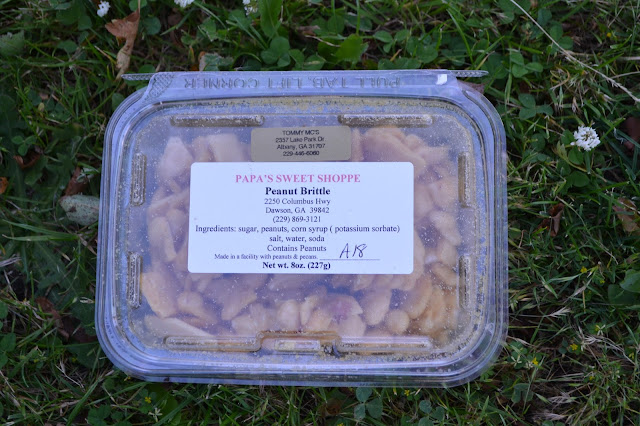 PULL TAB, LIFT CORNER
TOMMY MC'S
2357 Lake Park Dr
Albany, GA 31707
229-446-6060
PAPA'S SWEET SHOPPE
Peanut Brittle
2250 Columbus Hwy
Dawson, GA 39842
(229) 869-3121
Ingredients: sugar, peanuts, corn syrup ( potassium sorbate)
salt, water, soda
Contains Peanuts
Made in a facility with peanuts & pecans. A18
Net wt. 8oz. (227g)